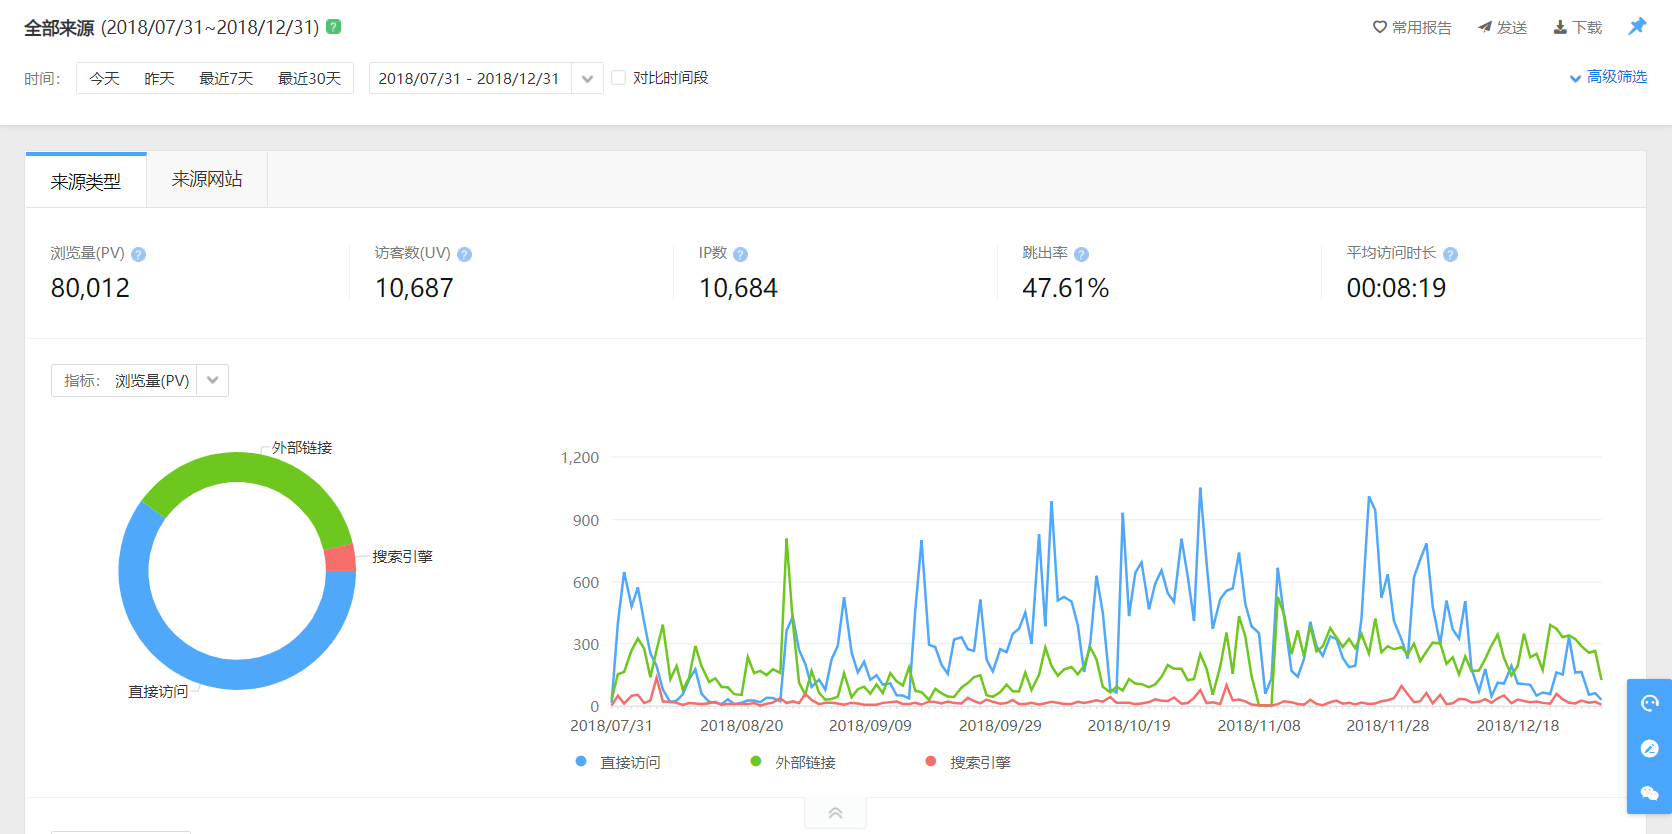 全部来源 (2018/07/31~2018/12/31) ?
常用报告 发送 下载
时间: 今天 昨天 最近7天 最近30天 2018/07/31 - 2018/12/31 对比时间段
高级筛选
来源类型 来源网站
浏览量(PV) ? 访客数(UV) ? IP数 ? 跳出率 ? 平均访问时长 ?
80,012 10,687 10,684 47.61% 00:08:19
指标: 浏览量(PV)
外部链接
搜索引擎
直接访问
1,200
900
600
300
0
2018/07/31 2018/08/20 2018/09/09 2018/09/29 2018/10/19 2018/11/08 2018/11/28 2018/12/18
直接访问 外部链接 搜索引擎